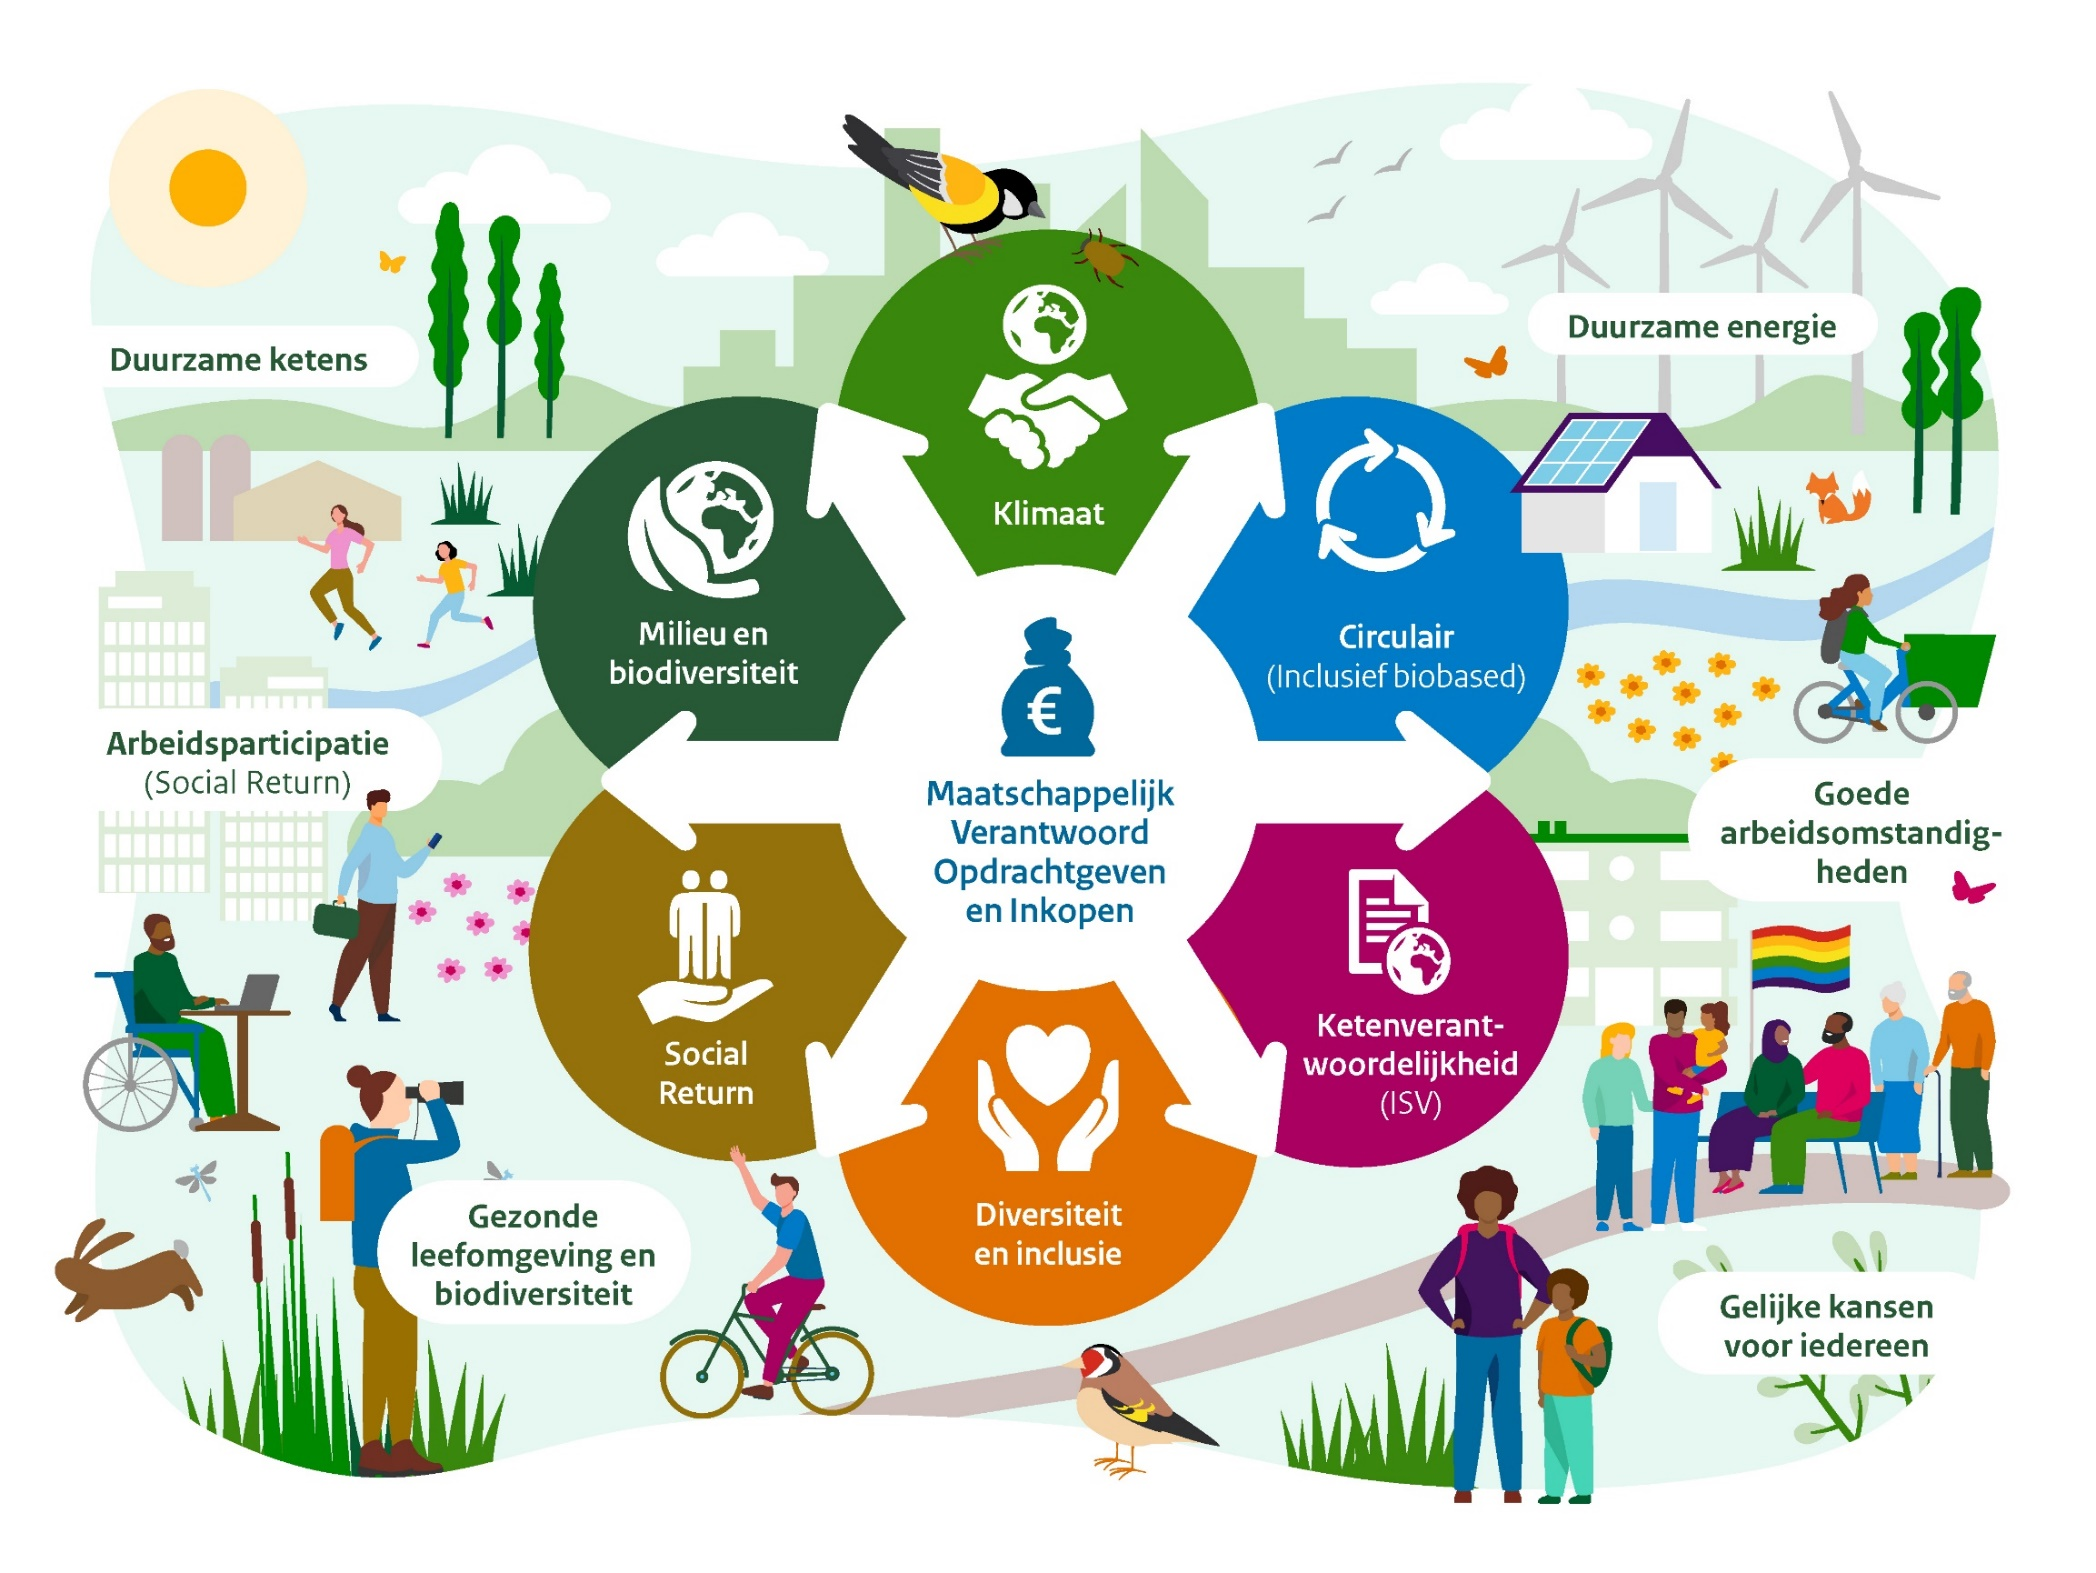 Duurzame ketens
Duurzame energie
Klimaat
Milieu en
biodiversiteit
Circulair
(Inclusief biobased)
€
Maatschappelijk
Verantwoord
Opdrachtgeven
en Inkopen
Arbeidsparticipatie
(Social Return)
Goede
arbeidsomstandig-
heden
Social
Return
Ketenverant-
woordelijkheid
(ISV)
Diversiteit
en inclusie
Gezonde
leefomgeving en
biodiversiteit
Gelijke kansen
voor iedereen